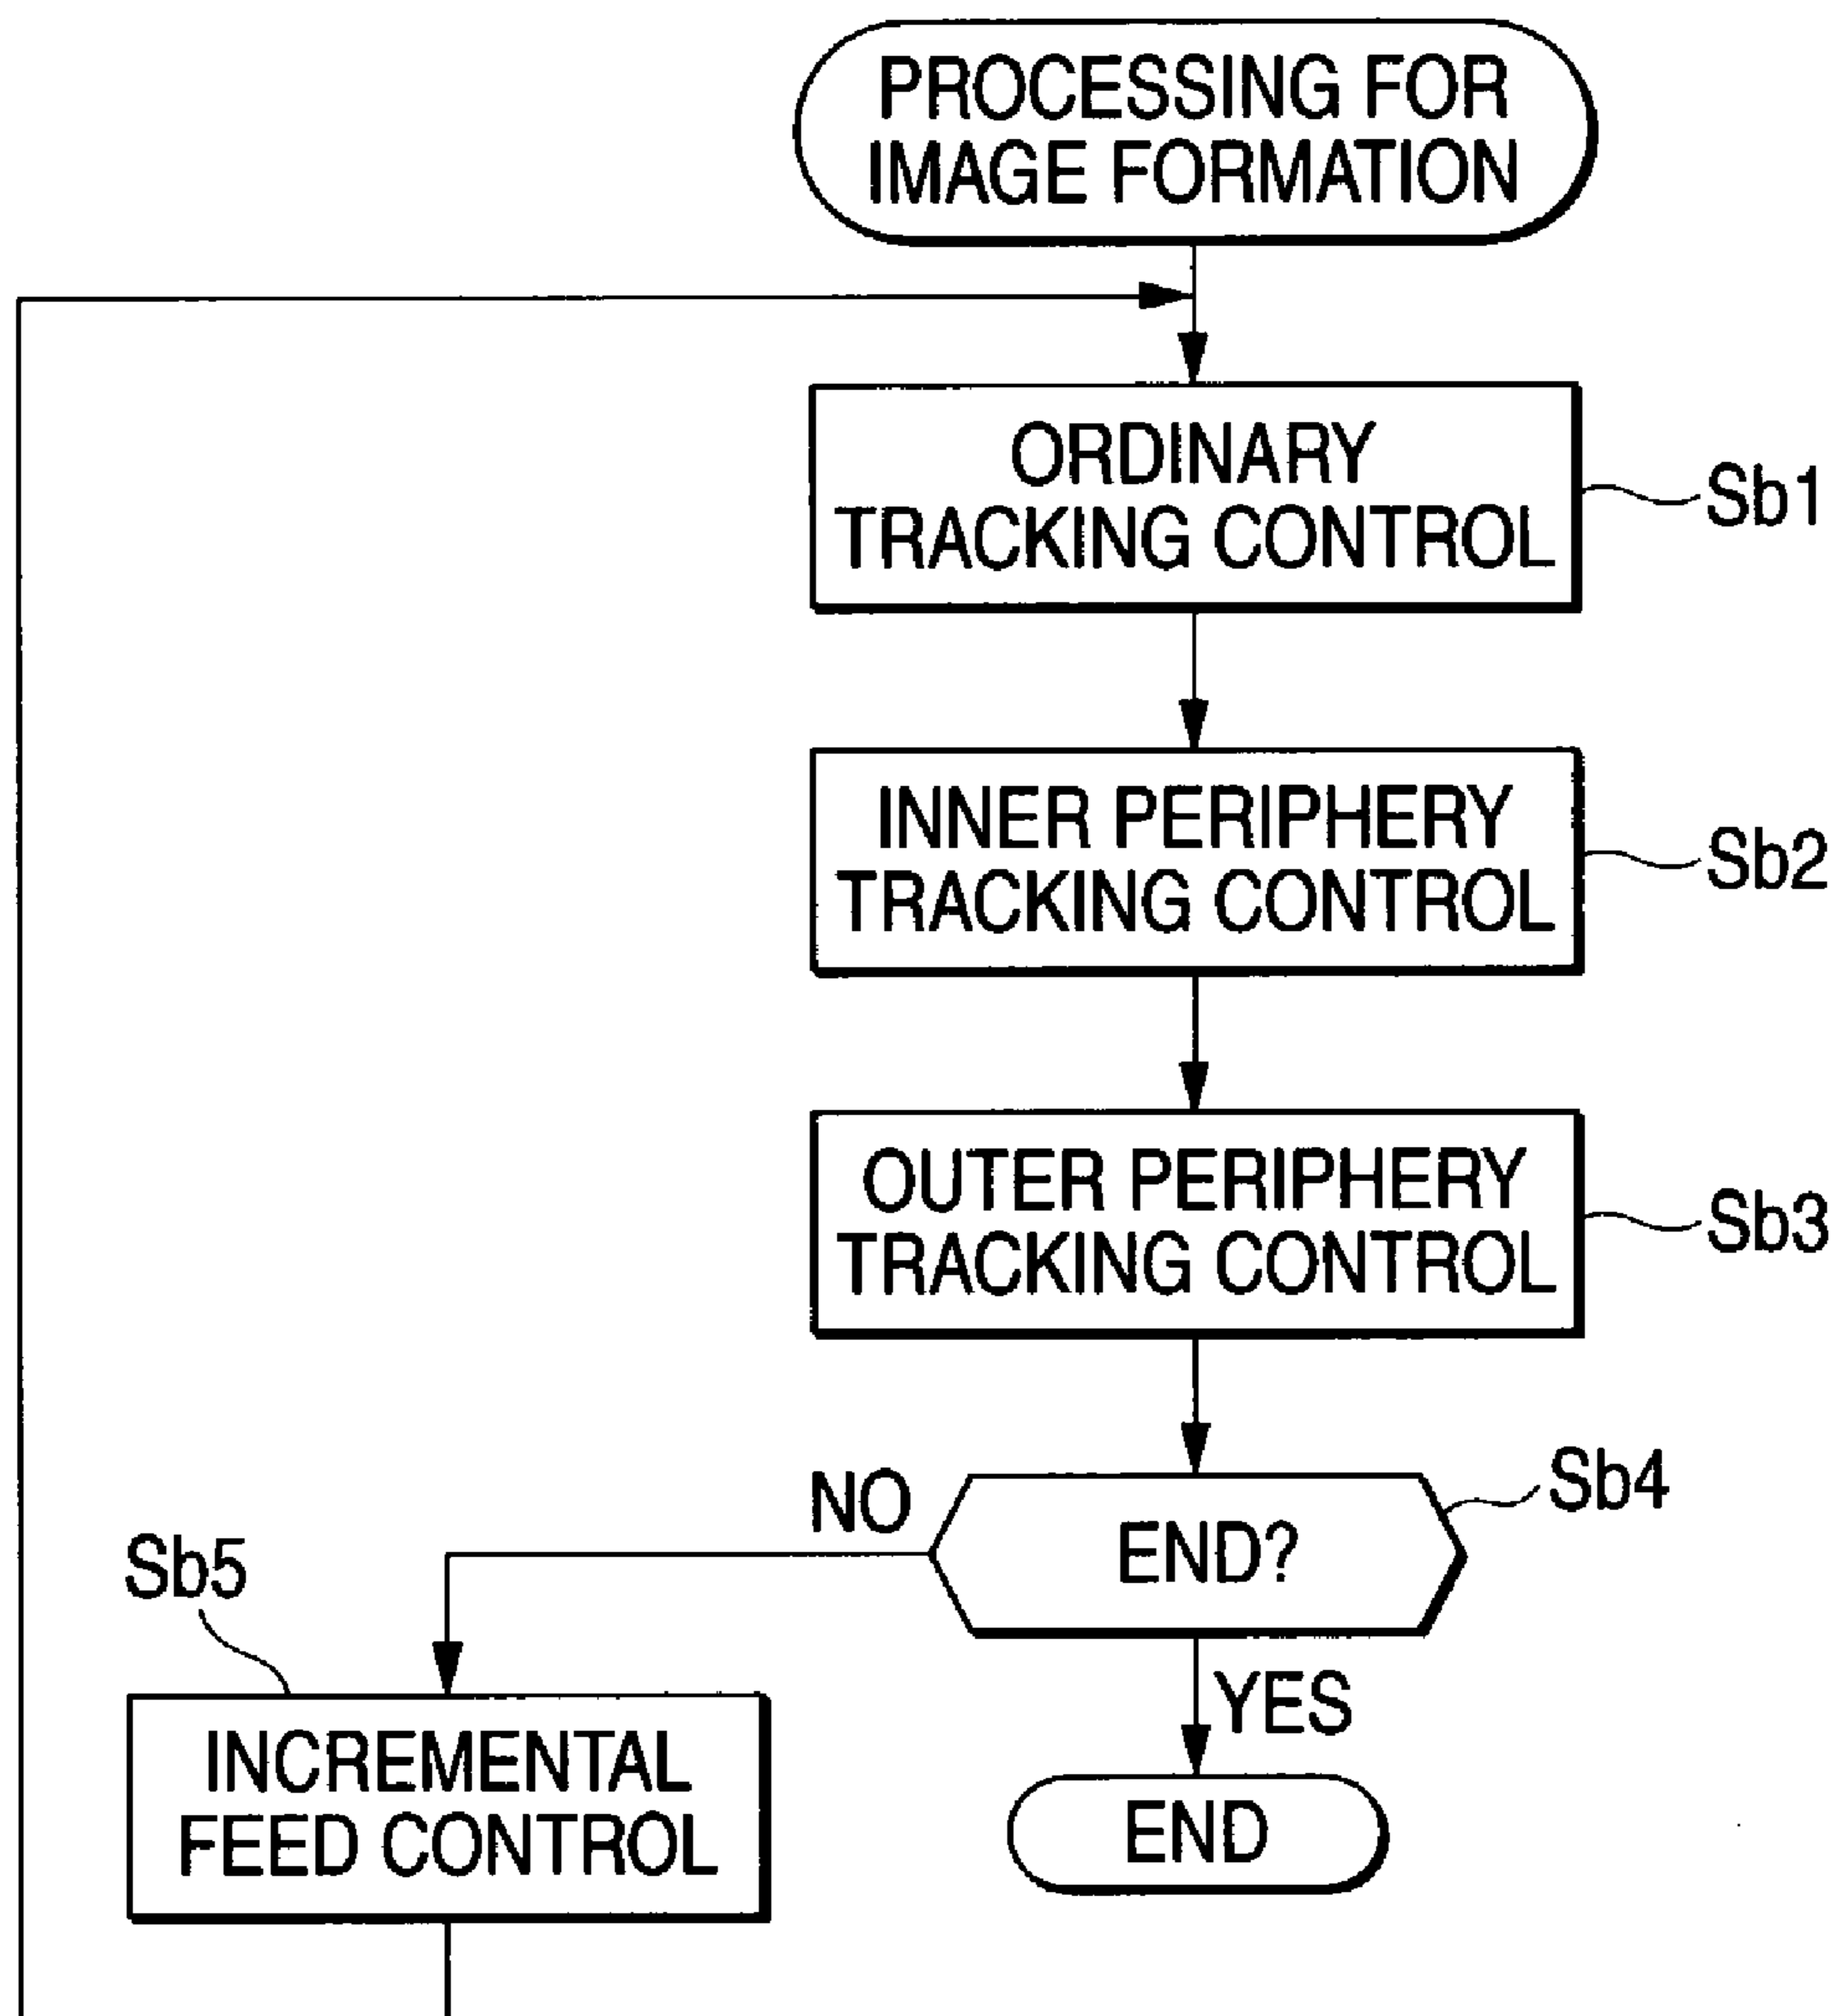 PROCESSING FOR
IMAGE FORMATION
ORDINARY
TRACKING CONTROL
Sb1
INNER PERIPHERY
TRACKING CONTROL
Sb2
OUTER PERIPHERY
TRACKING CONTROL
Sb3
NO
END?
Sb4
Sb5
YES
INCREMENTAL
FEED CONTROL
END